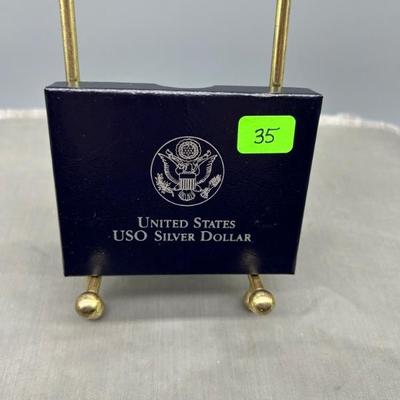 35
UNITED STATES
USO SILVER DOLLAR